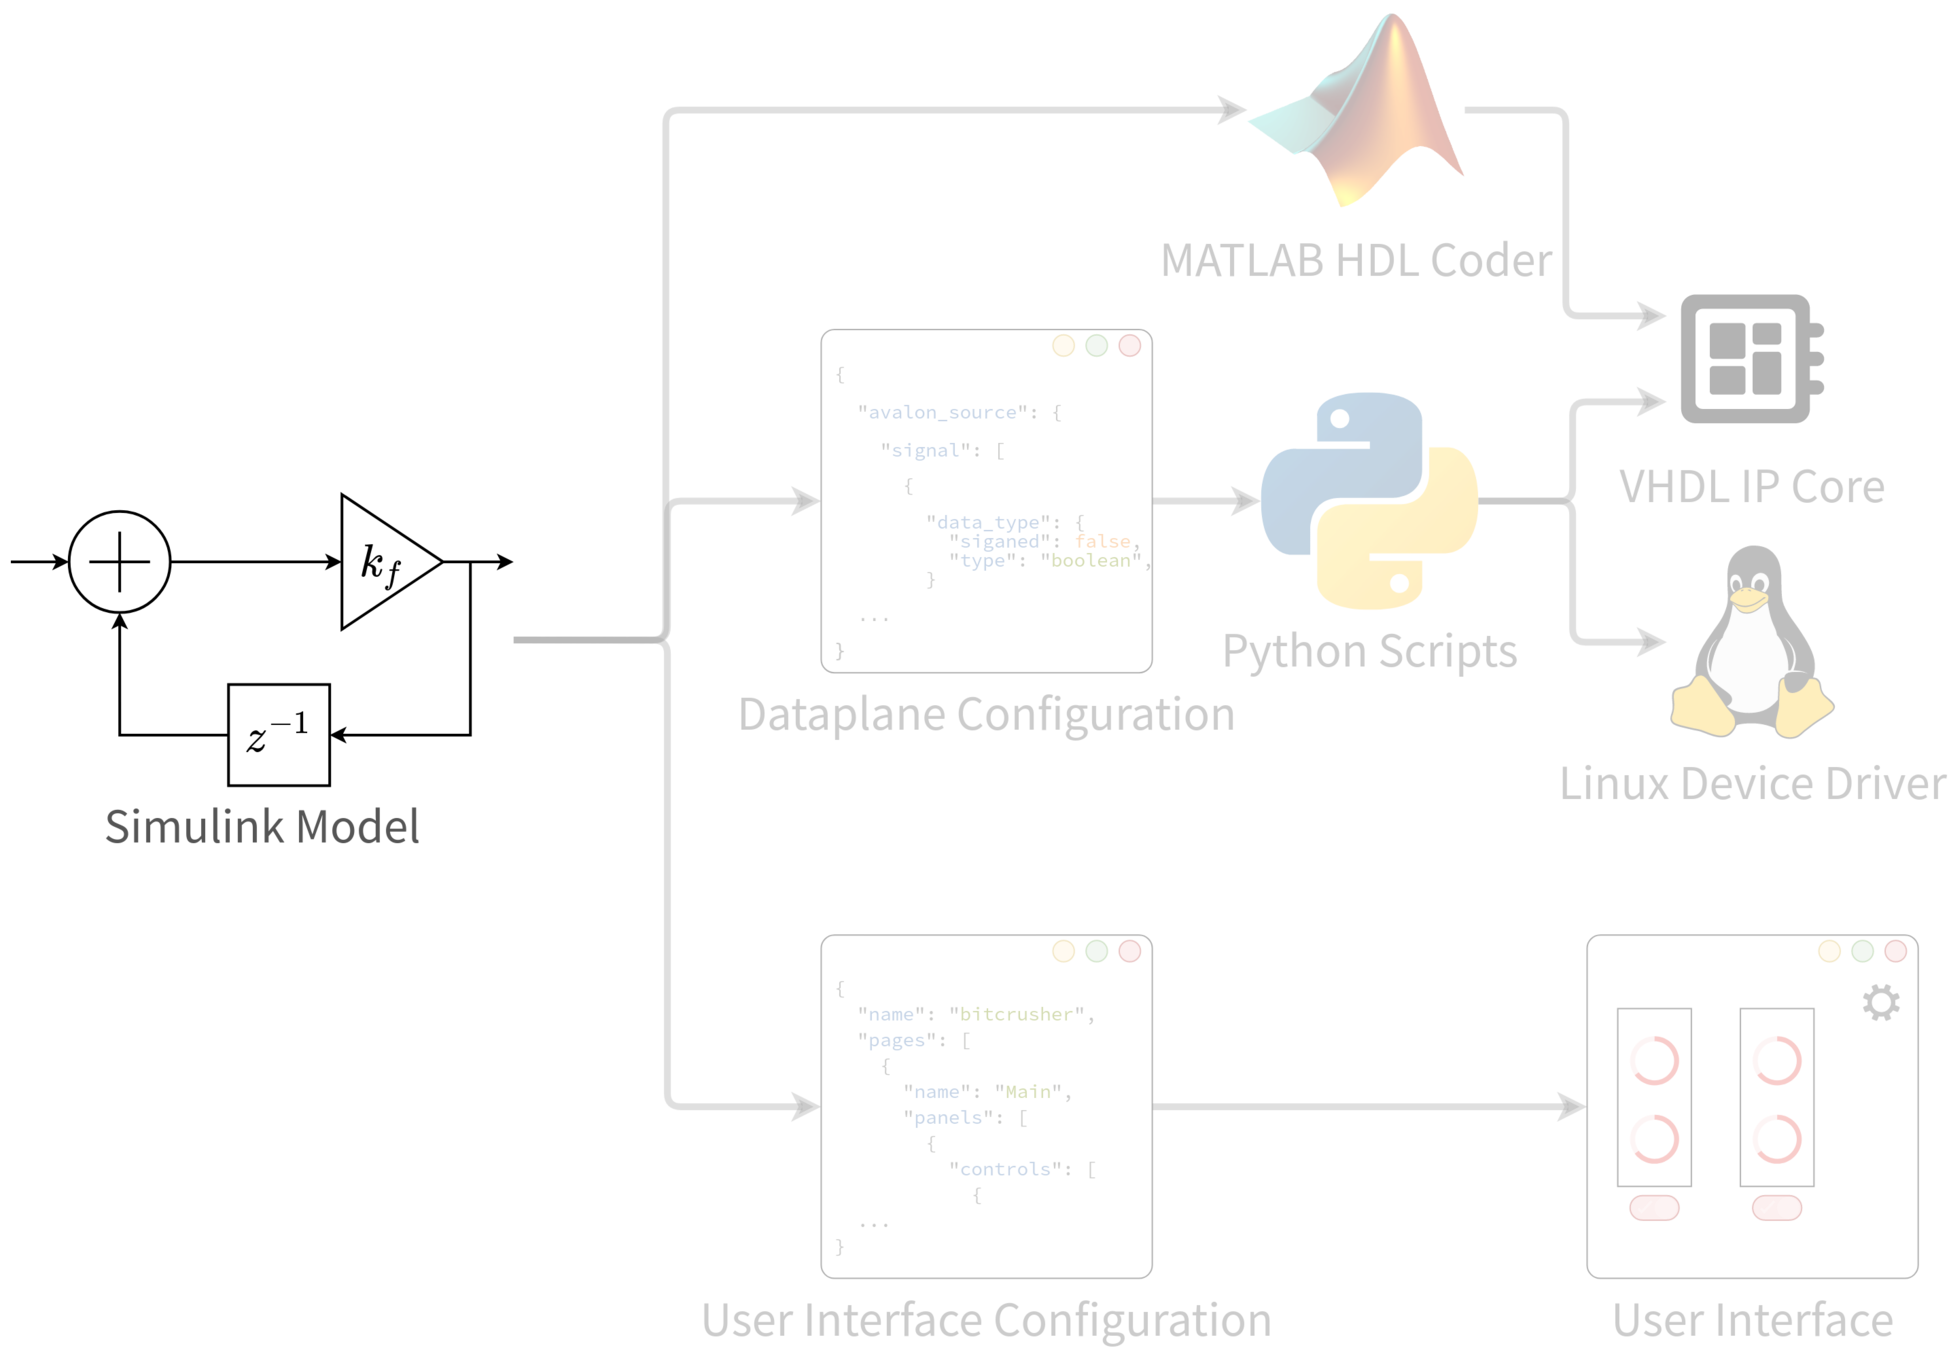 MATLAB HDL Coder
{
"avalon_source": {
"signal": [
{
"data_type": {
"siganed": false,
"type": "boolean",
}
...
}
Dataplane Configuration
Python Scripts
VHDL IP Core
Linux Device Driver
k_f
z^{-1}
Simulink Model
{
"name": "bitcrusher",
"pages": [
{
"name": "Main",
"panels": [
{
"controls": [
{
...
}
User Interface Configuration
User Interface